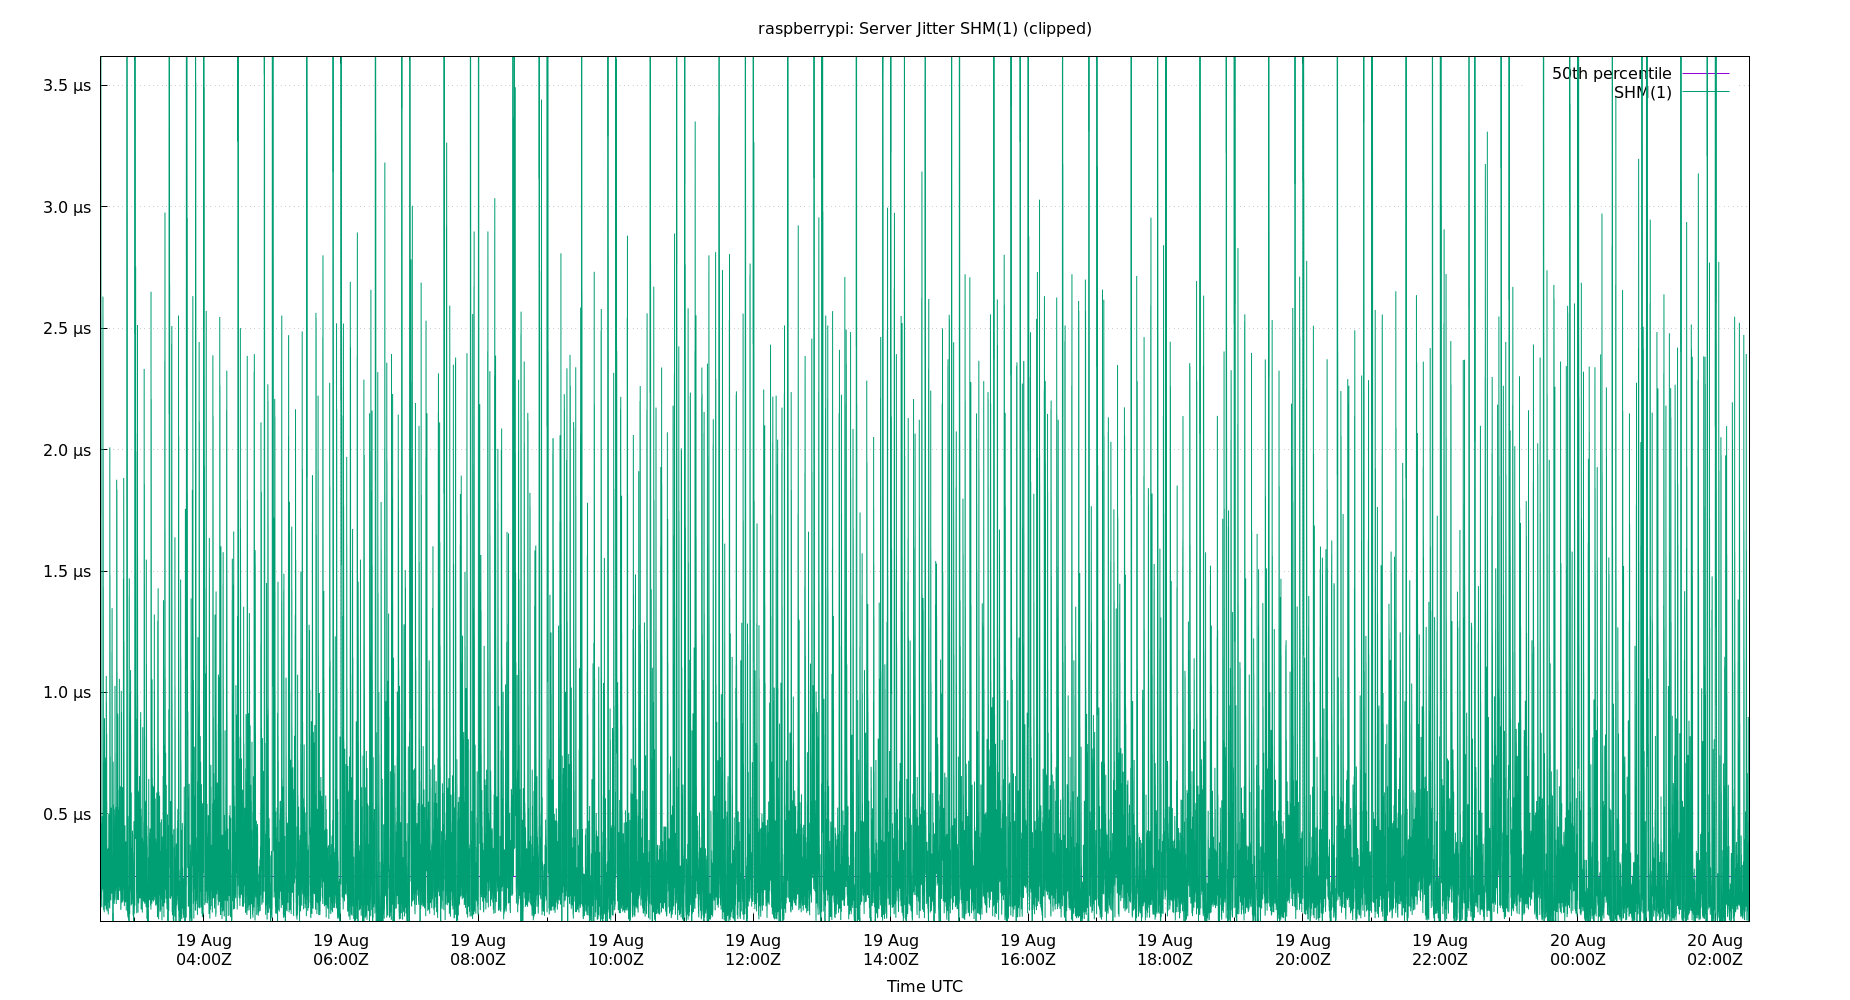 raspberrypi: Server Jitter SHM(1) (clipped)
50th percentile
SHM(1)
3.5 µs
3.0 µs
2.5 µs
2.0 µs
1.5 µs
1.0 µs
0.5 µs
19 Aug 19 Aug 19 Aug 19 Aug 19 Aug 19 Aug 19 Aug 19 Aug 19 Aug 19 Aug 20 Aug 20 Aug
04:00Z 06:00Z 08:00Z 10:00Z 12:00Z 14:00Z 16:00Z 18:00Z 20:00Z 22:00Z 00:00Z 02:00Z
Time UTC